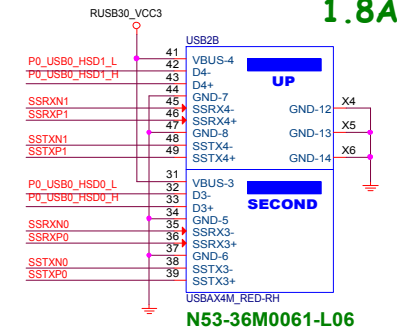 RUSB30_VCC3
1.8A
USB2B
41 VBUS-4
P0_USB0_HSD1_L 42 D4-
P0_USB0_HSD1_H 43 D4+
UP
44 GND-7
SSRXN1 45 SSRX4- GND-12 X4
SSRXP1 46 SSRX4+
47 GND-8 GND-13 X5
SSTXN1 48 SSTX4-
SSTXP1 49 SSTX4+ GND-14 X6
31 VBUS-3
P0_USB0_HSD0_L 32 D3-
P0_USB0_HSD0_H 33 D3+
SECOND
34 GND-5
SSRXN0 35 SSRX3-
SSRXP0 36 SSRX3+
37 GND-6
SSTXN0 38 SSTX3-
SSTXP0 39 SSTX3+
USBAX4M_RED-RH
N53-36M0061-L06